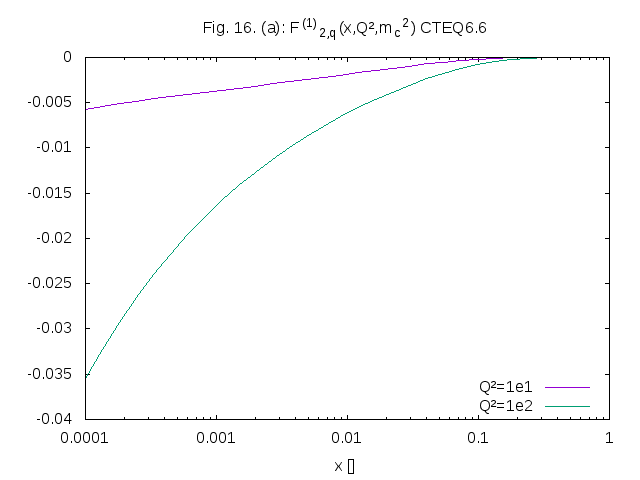 Fig. 16. (a): F⁽¹⁾₂,q(x,Q²,mc²) CTEQ6.6
0
-0.005
-0.01
-0.015
-0.02
-0.025
-0.03
-0.035
-0.04
Q²=1e1
Q²=1e2
0.0001 0.001 0.01 0.1 1
x []